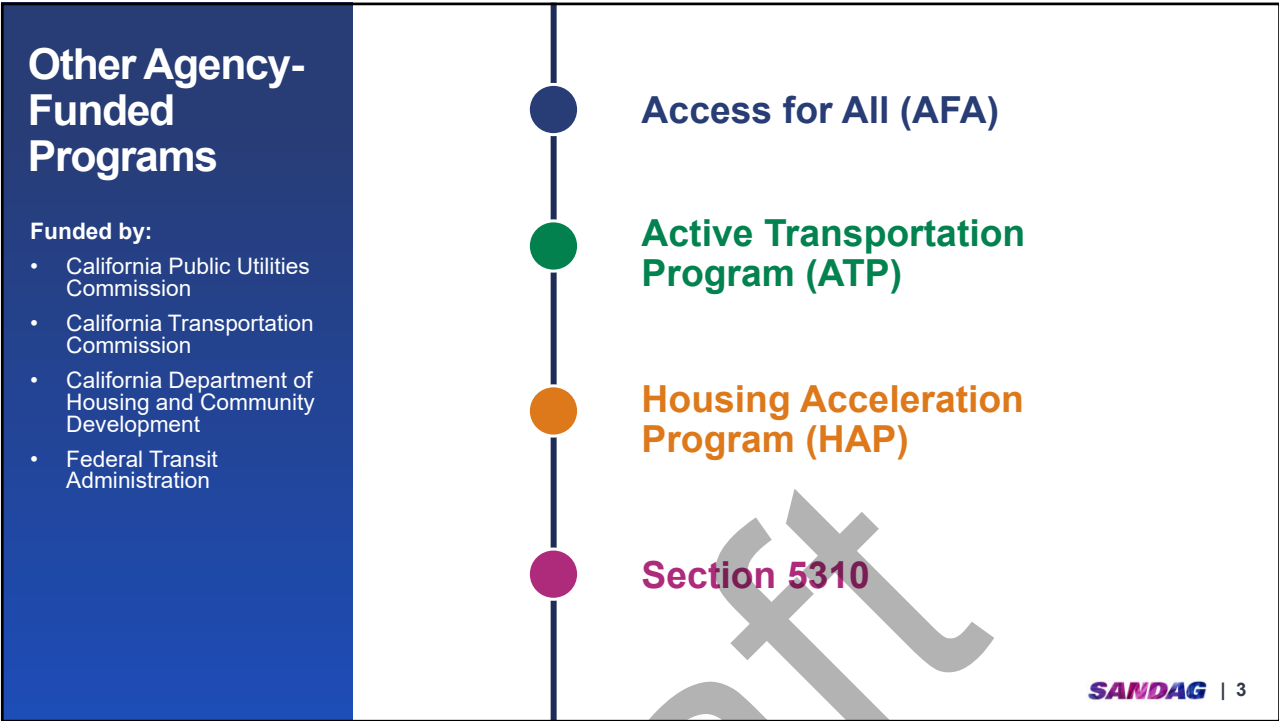 Other Agency-
Funded
Programs
Funded by:
• California Public Utilities
Commission
• California Transportation
Commission
• California Department of
Housing and Community
Development
• Federal Transit
Administration
Access for All (AFA)
Active Transportation
Program (ATP)
Housing Acceleration
Program (HAP)
Section 5310
SANDAG | 3